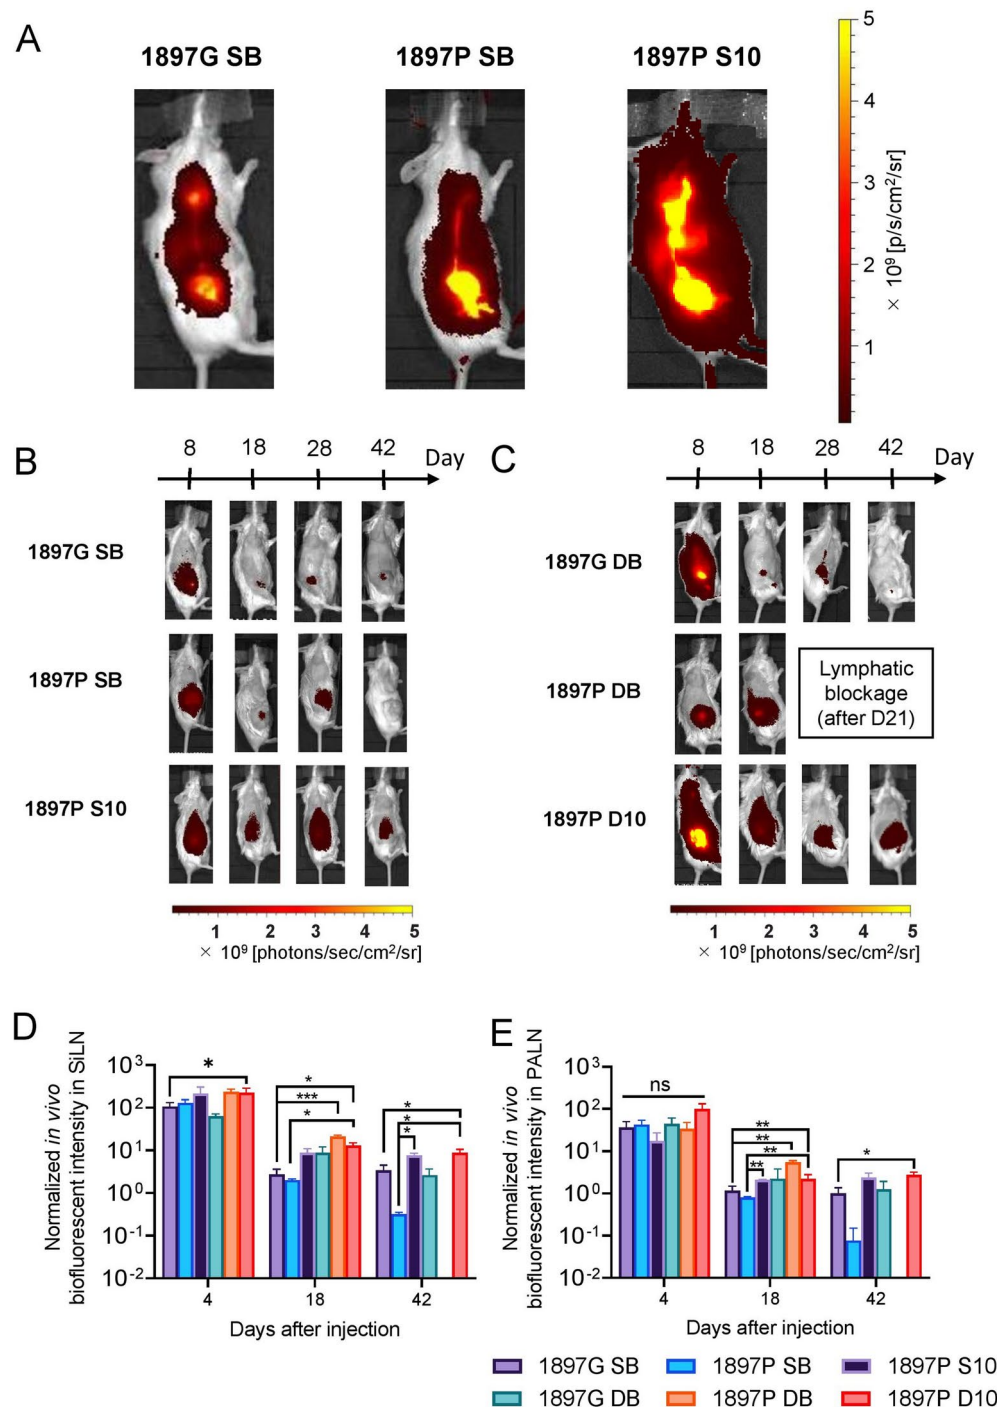 A
1897G SB
1897P SB
1897P S10
5
4
3
2
1
× 10⁹ [p/s/cm²/sr]
B
8 18 28 42 Day
1897G SB
1897P SB
1897P S10
1 2 3 4 5
× 10⁹ [photons/sec/cm²/sr]
C
8 18 28 42 Day
1897G DB
1897P DB
Lymphatic
blockage
(after D21)
1897P D10
1 2 3 4 5
× 10⁹ [photons/sec/cm²/sr]
D
Normalized in vivo
biofluorescent intensity in SiLN
10³
10²
10¹
10⁰
10⁻¹
10⁻²
*
*
***
*
*
*
*
4 18 42
Days after injection
E
Normalized in vivo
biofluorescent intensity in PALN
10³
10²
10¹
10⁰
10⁻¹
10⁻²
ns
**
**
**
**
*
4 18 42
Days after injection
1897G SB 1897P SB 1897P S10
1897G DB 1897P DB 1897P D10